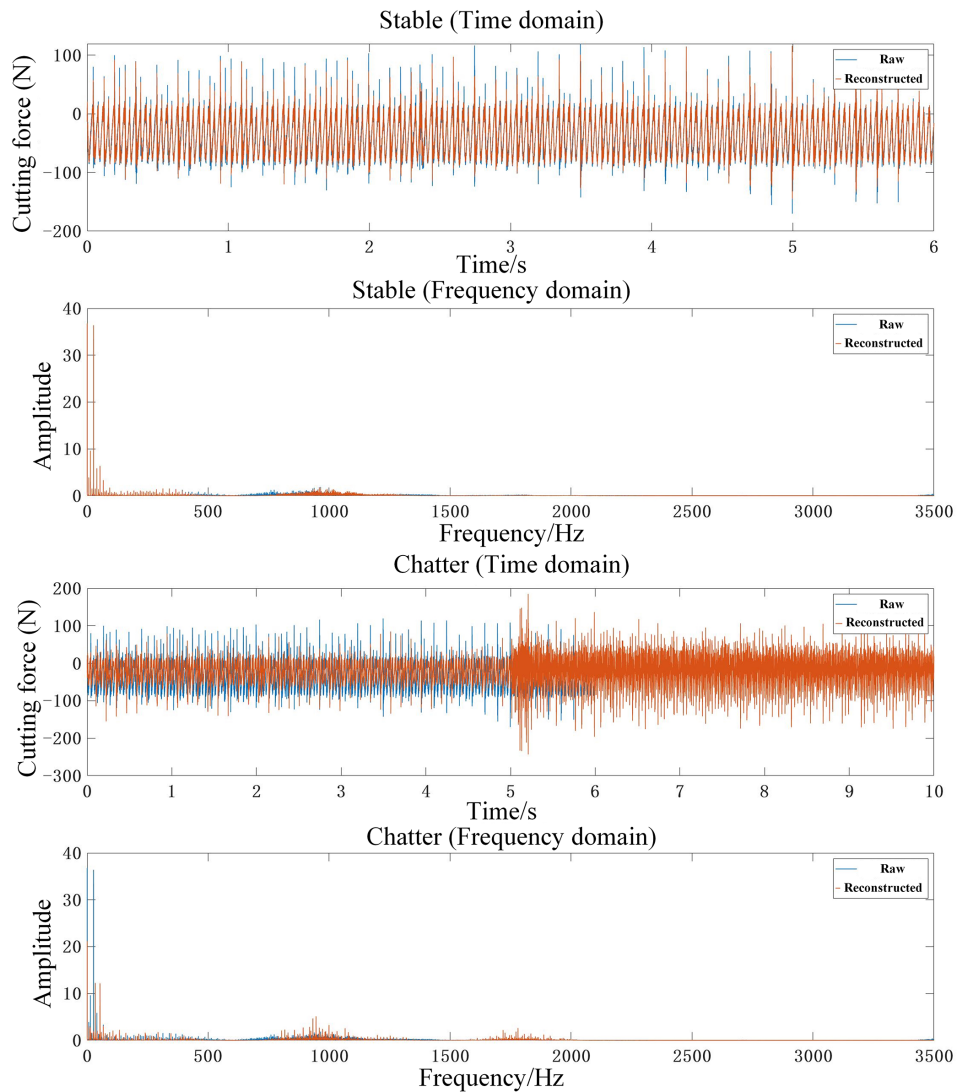 Stable (Time domain)
Cutting force (N)
100
0
-100
-200
Raw
Reconstructed
0 1 2 3 4 5 6
Time/s
Stable (Frequency domain)
Amplitude
40
30
20
10
0
Raw
Reconstructed
0 500 1000 1500 2000 2500 3000 3500
Frequency/Hz
Chatter (Time domain)
Cutting force (N)
200
100
0
-100
-200
-300
Raw
Reconstructed
0 1 2 3 4 5 6 7 8 9 10
Time/s
Chatter (Frequency domain)
Amplitude
40
30
20
10
0
Raw
Reconstructed
0 500 1000 1500 2000 2500 3000 3500
Frequency/Hz